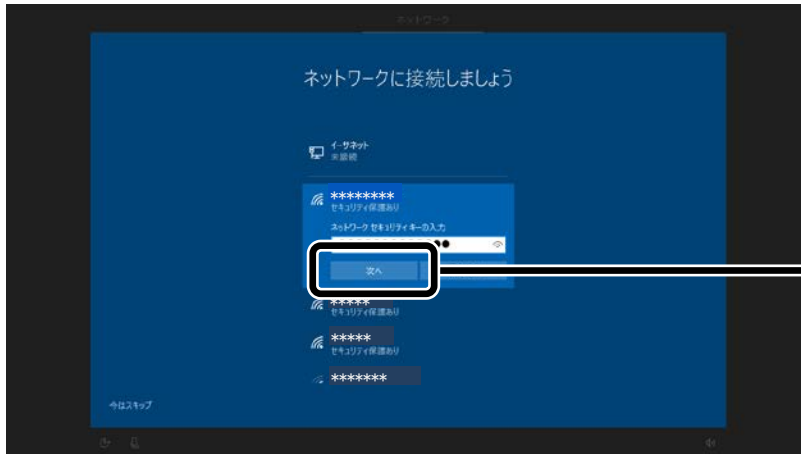 ネットワーク
ネットワークに接続しましょう
イーサネット
未接続
********
セキュリティ保護あり
ネットワーク セキュリティ キーの入力
次へ
*****
セキュリティ保護あり
*****
セキュリティ保護あり
*******
今はスキップ